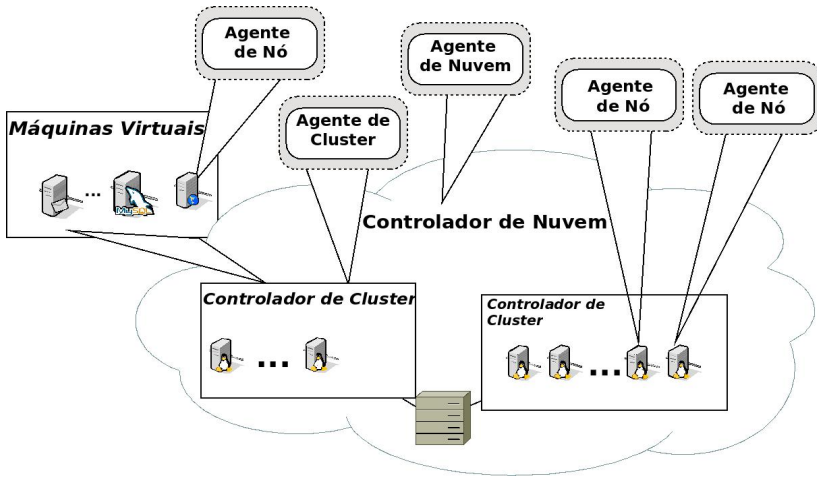 Agente
de Nó
Agente
de Nuvem
Agente
de Nó
Agente
de Nó
Máquinas Virtuais
Agente de
Cluster
...
MySQL
Controlador de Nuvem
Controlador de Cluster
Controlador de
Cluster
...
...